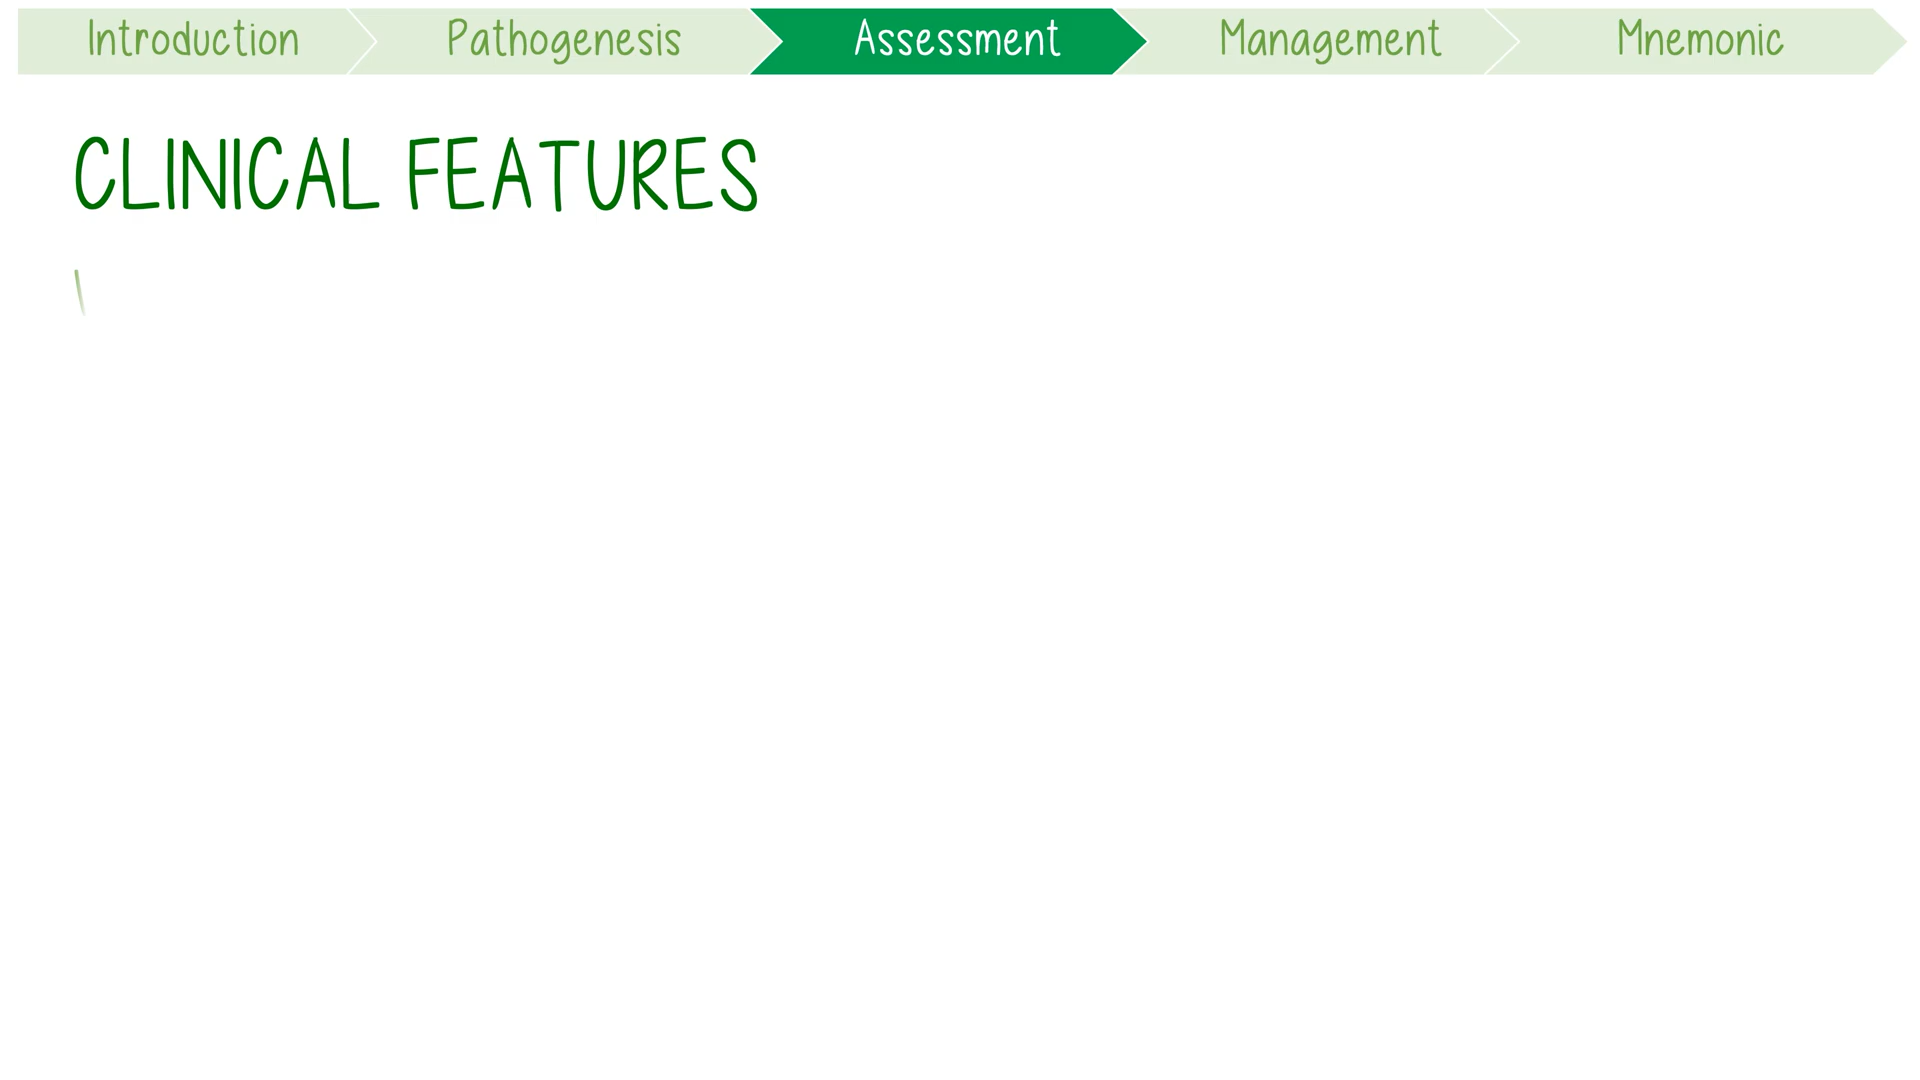 Introduction Pathogenesis Assessment Management Mnemonic
CLINICAL FEATURES